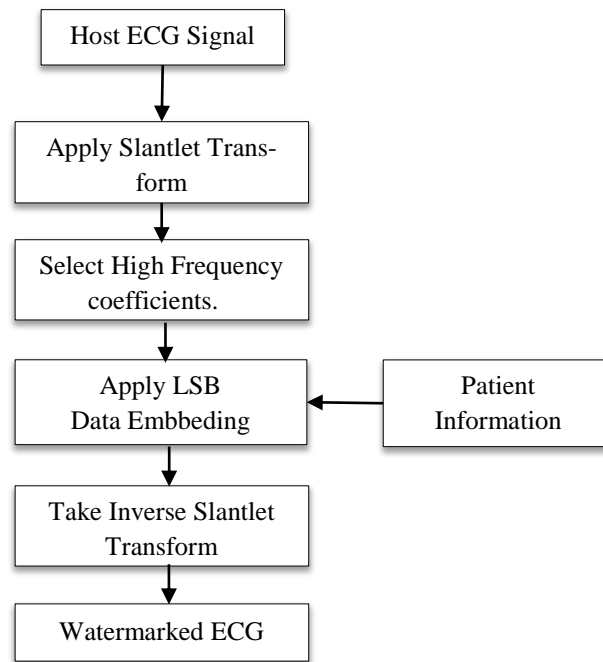 Host ECG Signal
Apply Slantlet Trans-
form
Select High Frequency
coefficients.
Apply LSB
Data Embbeding
Patient
Information
Take Inverse Slantlet
Transform
Watermarked ECG